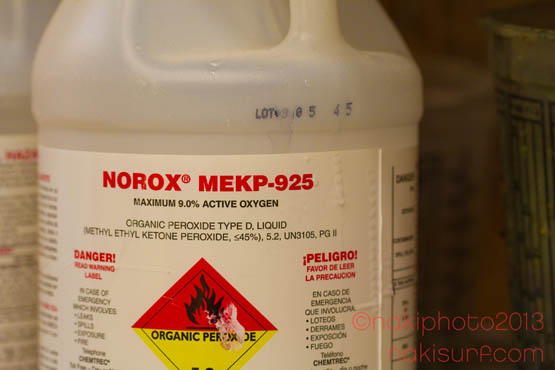 LOT
05 45
NOROX® MEKP-925
MAXIMUM 9.0% ACTIVE OXYGEN
ORGANIC PEROXIDE TYPE D, LIQUID
(METHYL ETHYL KETONE PEROXIDE, ≤45%), 5.2, UN3105, PG II
DANGER!
READ WARNING
LABEL
IN CASE OF
EMERGENCY
WHICH INVOLVES
• LEAKS
• SPILLS
• EXPOSURE
• FIRE
Telephone
CHEMTREC®
ORGANIC PEROXIDE
¡PELIGRO!
FAVOR DE LEER
LA PRECAUCION
EN CASO DE
EMERGENCIA
QUE INVOLUCRA
• LOTEOS
• DERRAMES
• EXPOSICIÓN
• FUEGO
Teléfono
CHEMTREC®
DANGER
©nakiphoto2013
nakisurf.com